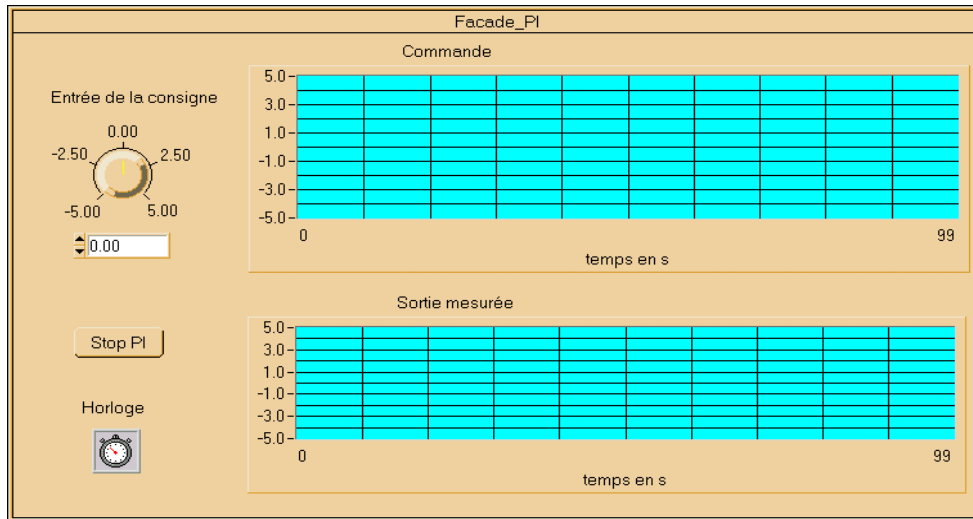 Facade_PI
Commande
Entrée de la consigne
0.00
-2.50 2.50
-5.00 5.00
0.00
5.0
3.0
1.0
-1.0
-3.0
-5.0
0 99
temps en s
Stop PI
Horloge
Sortie mesurée
5.0
3.0
1.0
-1.0
-3.0
-5.0
0 99
temps en s